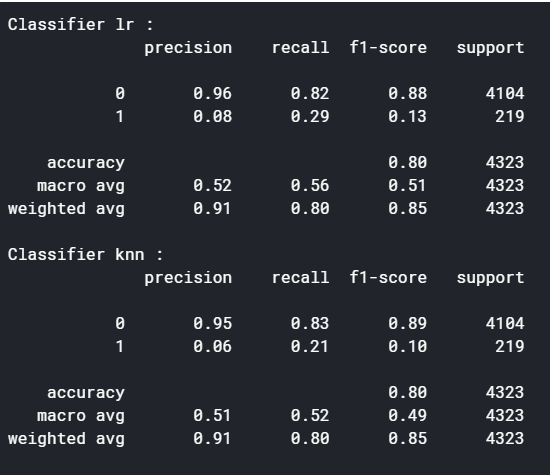 Classifier lr :
precision recall f1-score support
0 0.96 0.82 0.88 4104
1 0.08 0.29 0.13 219
accuracy 0.80 4323
macro avg 0.52 0.56 0.51 4323
weighted avg 0.91 0.80 0.85 4323
Classifier knn :
precision recall f1-score support
0 0.95 0.83 0.89 4104
1 0.06 0.21 0.10 219
accuracy 0.80 4323
macro avg 0.51 0.52 0.49 4323
weighted avg 0.91 0.80 0.85 4323